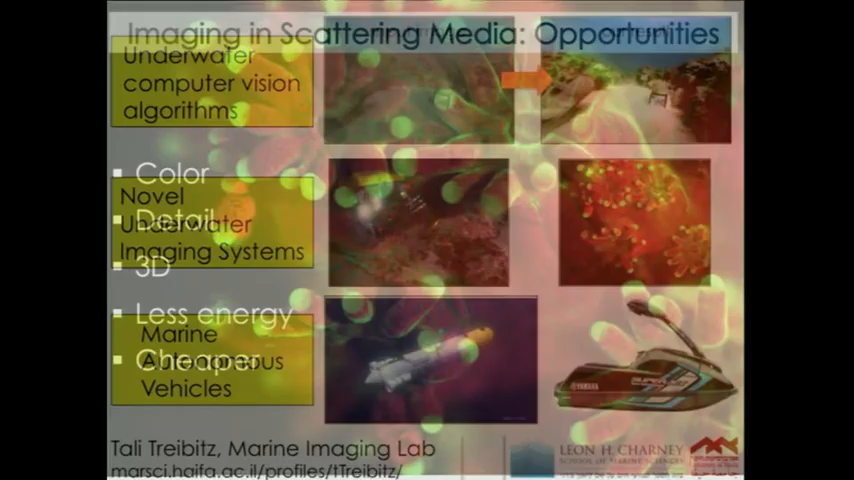 Imaging in Scattering Media: Opportunities
Underwater
computer vision
algorithms
Color
Novel
Detail
Underwater
Imaging Systems
3D
Less energy
Marine
Cheaper
Autonomous
Vehicles
YAMAHA
Tali Treibitz, Marine Imaging Lab
marsci.haifa.ac.il/profiles/tTreibitz/
LEON H. CHARNEY
SCHOOL OF MARINE SCIENCES